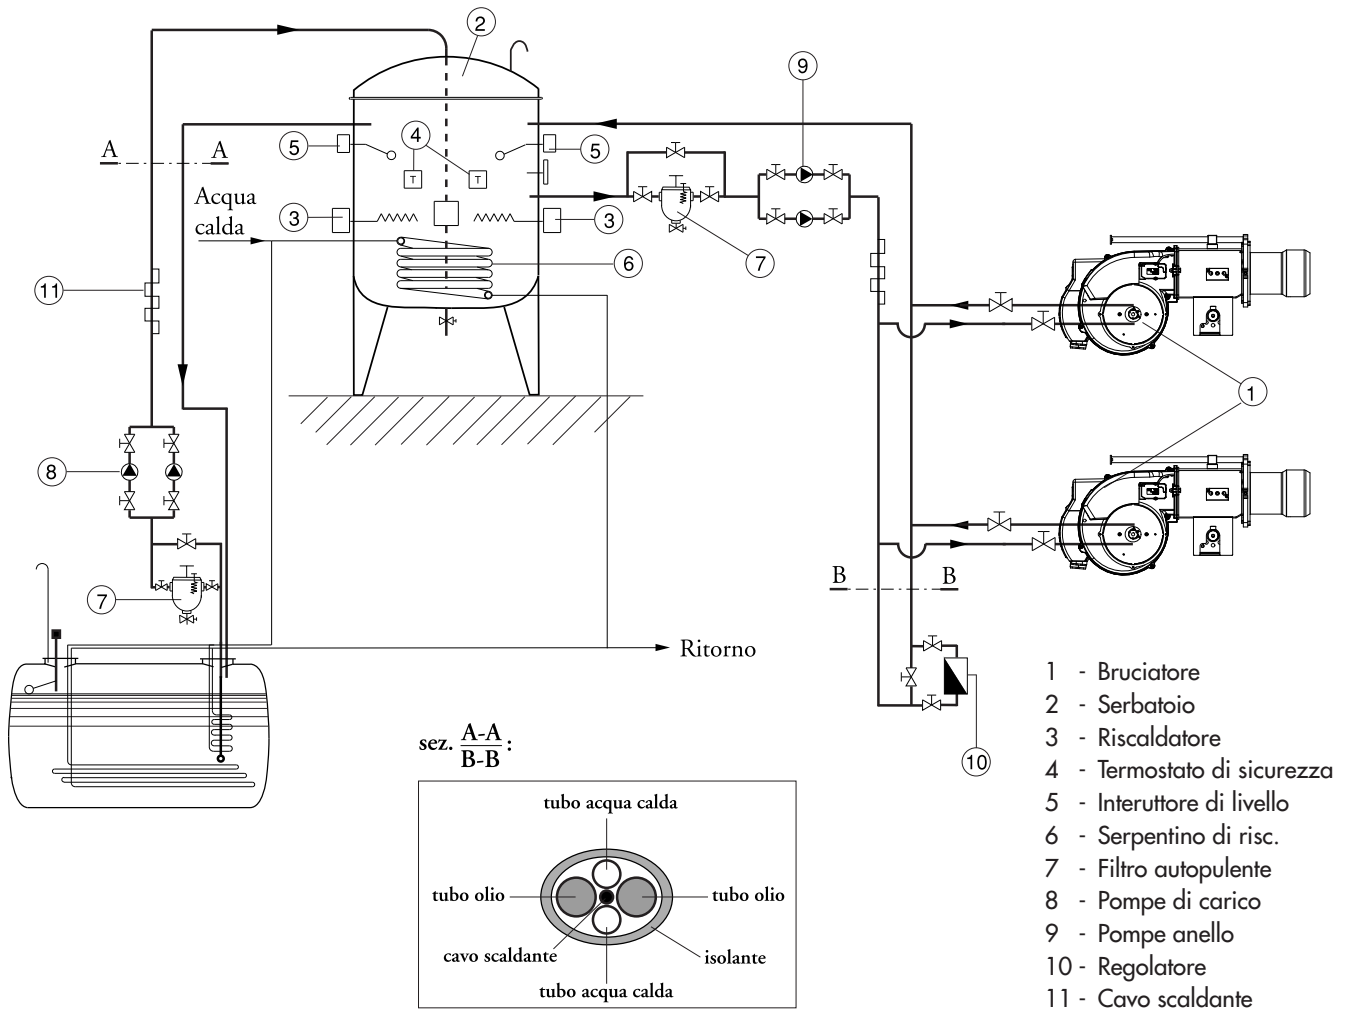 2
9
A
A
5
4
5
T
T
Acqua
calda
3
3
6
7
11
1
8
7
B
B
Ritorno
10
sez. A-A
B-B :
tubo acqua calda
tubo olio
tubo olio
cavo scaldante
isolante
tubo acqua calda
1 - Bruciatore
2 - Serbatoio
3 - Riscaldatore
4 - Termostato di sicurezza
5 - Interuttore di livello
6 - Serpentino di risc.
7 - Filtro autopulente
8 - Pompe di carico
9 - Pompe anello
10 - Regolatore
11 - Cavo scaldante